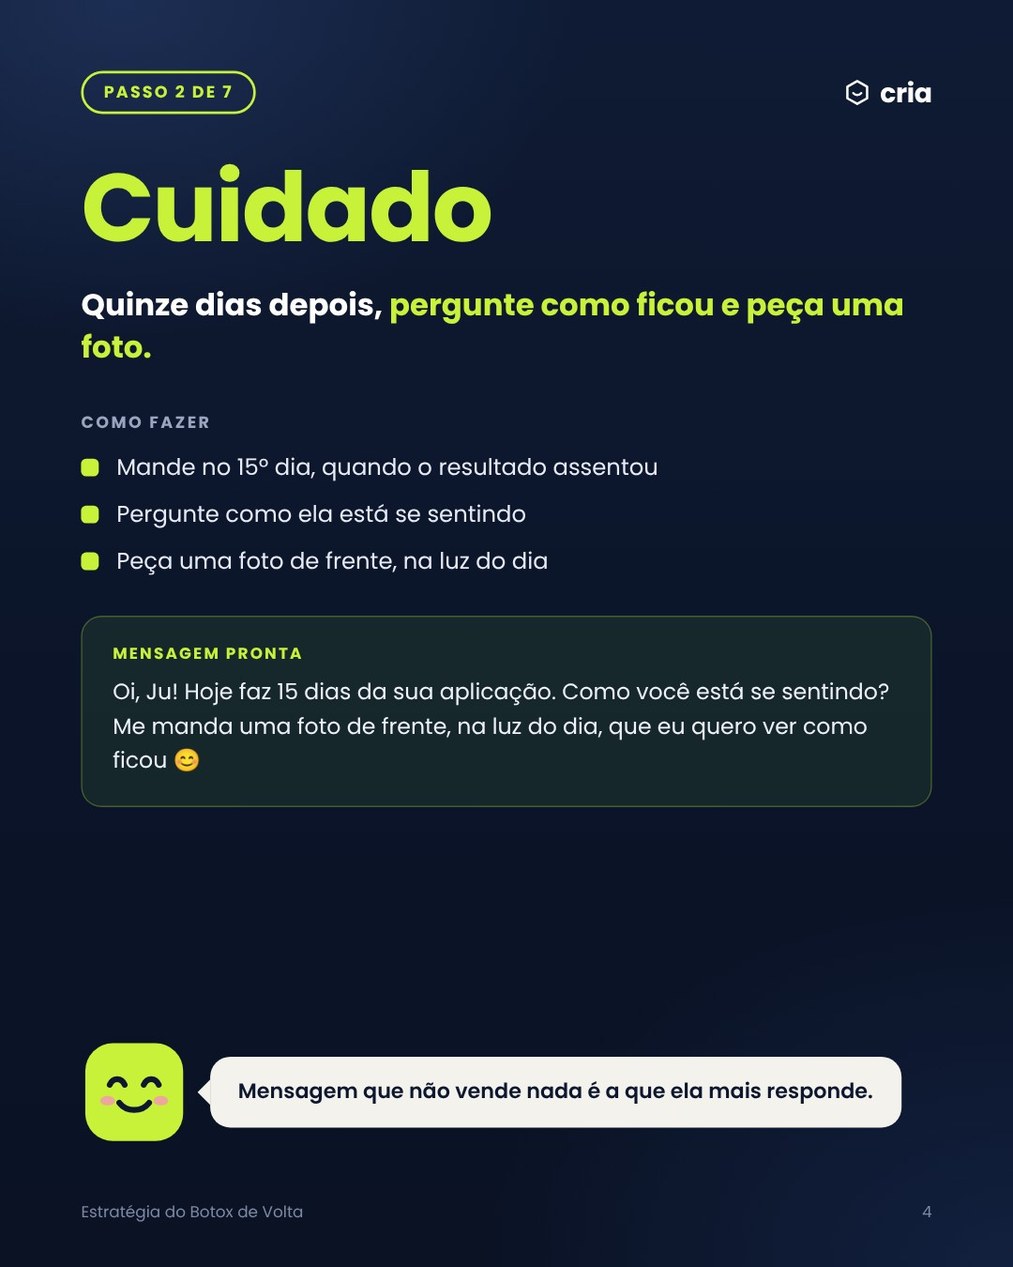 PASSO 2 DE 7
cria
Cuidado
Quinze dias depois, pergunte como ficou e peça uma
foto.
COMO FAZER
Mande no 15º dia, quando o resultado assentou
Pergunte como ela está se sentindo
Peça uma foto de frente, na luz do dia
MENSAGEM PRONTA
Oi, Ju! Hoje faz 15 dias da sua aplicação. Como você está se sentindo?
Me manda uma foto de frente, na luz do dia, que eu quero ver como
ficou 😊
Mensagem que não vende nada é a que ela mais responde.
Estratégia do Botox de Volta
4